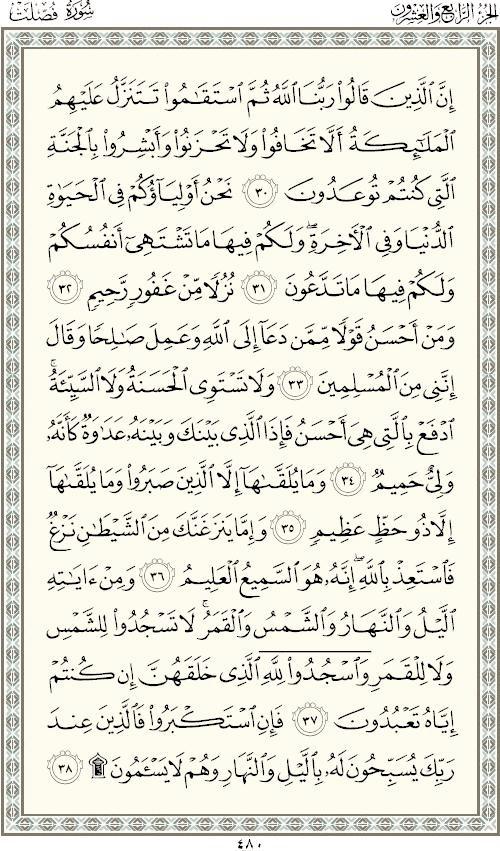 الجزء الرابع والعشرون
سورة فصلت
إِنَّ ٱلَّذِينَ قَالُوا۟ رَبُّنَا ٱللَّهُ ثُمَّ ٱسْتَقَٰمُوا۟ تَتَنَزَّلُ عَلَيْهِمُ
ٱلْمَلَٰٓئِكَةُ أَلَّا تَخَافُوا۟ وَلَا تَحْزَنُوا۟ وَأَبْشِرُوا۟ بِٱلْجَنَّةِ
ٱلَّتِى كُنتُمْ تُوعَدُونَ ٣٠ نَحْنُ أَوْلِيَآؤُكُمْ فِى ٱلْحَيَوٰةِ
ٱلدُّنْيَا وَفِى ٱلْءَاخِرَةِ ۖ وَلَكُمْ فِيهَا مَا تَشْتَهِىٓ أَنفُسُكُمْ
وَلَكُمْ فِيهَا مَا تَدَّعُونَ ٣١ نُزُلًا مِّنْ غَفُورٍ رَّحِيمٍ ٣٢
وَمَنْ أَحْسَنُ قَوْلًا مِّمَّن دَعَآ إِلَى ٱللَّهِ وَعَمِلَ صَٰلِحًا وَقَالَ
إِنَّنِى مِنَ ٱلْمُسْلِمِينَ ٣٣ وَلَا تَسْتَوِى ٱلْحَسَنَةُ وَلَا ٱلسَّيِّئَةُ ۚ
ٱدْفَعْ بِٱلَّتِى هِىَ أَحْسَنُ فَإِذَا ٱلَّذِى بَيْنَكَ وَبَيْنَهُۥ عَدَٰوَةٌ كَأَنَّهُۥ
وَلِىٌّ حَمِيمٌ ٣٤ وَمَا يُلَقَّىٰهَآ إِلَّا ٱلَّذِينَ صَبَرُوا۟ وَمَا يُلَقَّىٰهَآ
إِلَّا ذُو حَظٍّ عَظِيمٍ ٣٥ وَإِمَّا يَنزَغَنَّكَ مِنَ ٱلشَّيْطَٰنِ نَزْغٌ
فَٱسْتَعِذْ بِٱللَّهِ ۖ إِنَّهُۥ هُوَ ٱلسَّمِيعُ ٱلْعَلِيمُ ٣٦ وَمِنْ ءَايَٰتِهِ
ٱلَّيْلُ وَٱلنَّهَارُ وَٱلشَّمْسُ وَٱلْقَمَرُ ۚ لَا تَسْجُدُوا۟ لِلشَّمْسِ
وَلَا لِلْقَمَرِ وَٱسْجُدُوا۟ لِلَّهِ ٱلَّذِى خَلَقَهُنَّ إِن كُنتُمْ
إِيَّاهُ تَعْبُدُونَ ٣٧ فَإِنِ ٱسْتَكْبَرُوا۟ فَٱلَّذِينَ عِندَ
رَبِّكَ يُسَبِّحُونَ لَهُۥ بِٱلَّيْلِ وَٱلنَّهَارِ وَهُمْ لَا يَسْـَٔمُونَ ۩ ٣٨
٤٨٠